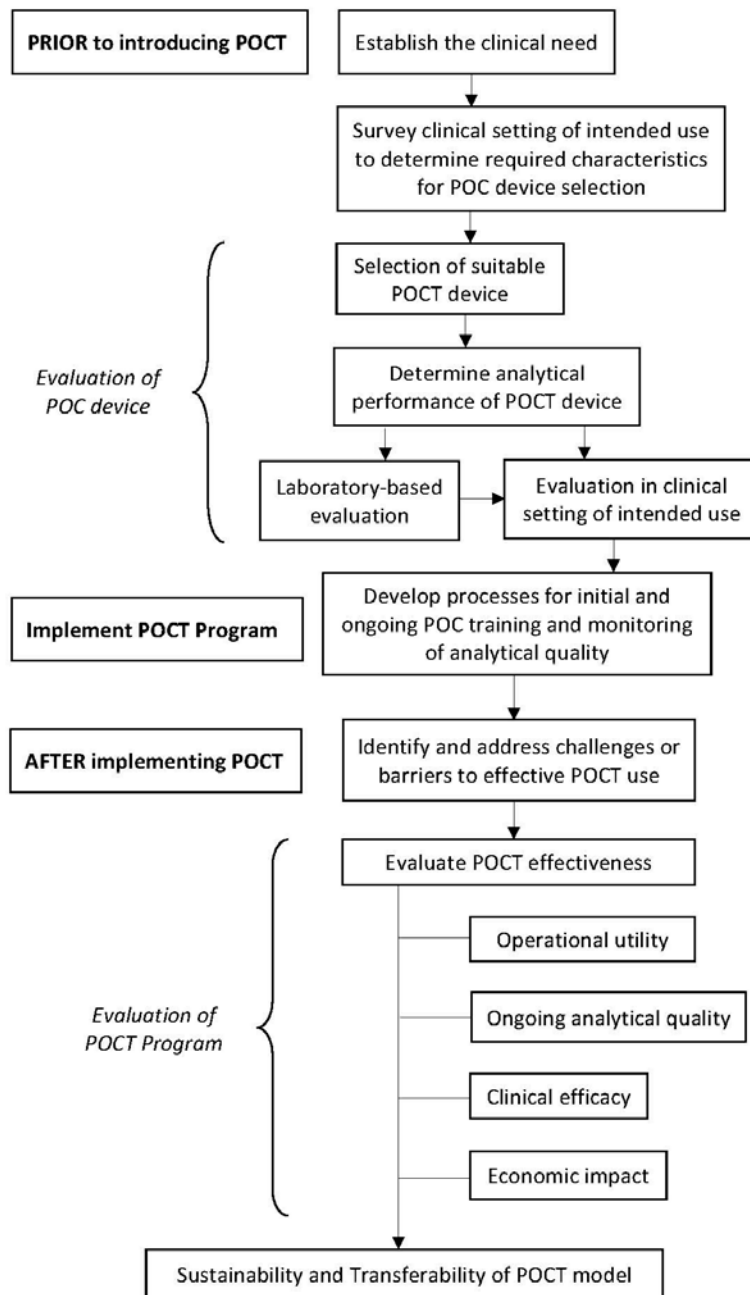 PRIOR to introducing POCT
Establish the clinical need
Survey clinical setting of intended use
to determine required characteristics
for POC device selection
Selection of suitable
POCT device
Evaluation of
POC device
Determine analytical
performance of POCT device
Laboratory-based
evaluation
Evaluation in clinical
setting of intended use
Implement POCT Program
Develop processes for initial and
ongoing POC training and monitoring
of analytical quality
AFTER implementing POCT
Identify and address challenges or
barriers to effective POCT use
Evaluate POCT effectiveness
Operational utility
Evaluation of
POCT Program
Ongoing analytical quality
Clinical efficacy
Economic impact
Sustainability and Transferability of POCT model